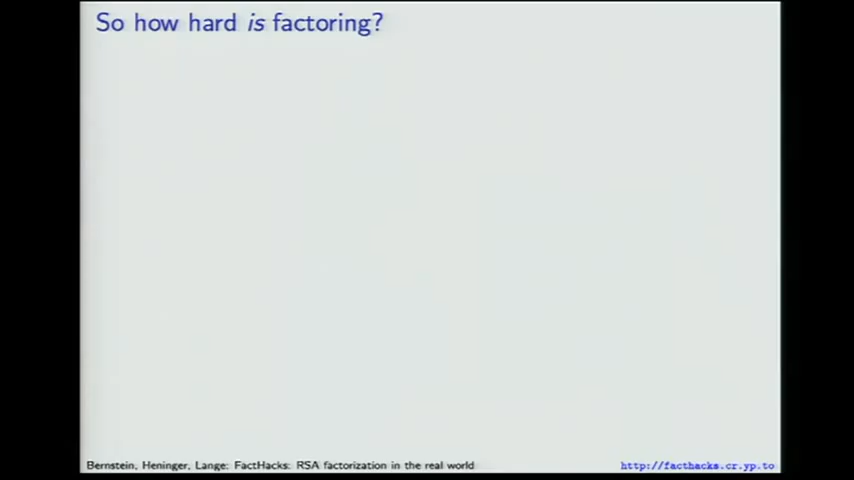 So how hard is factoring?
Bernstein, Heninger, Lange: FactHacks: RSA factorization in the real world
http://facthacks.cr.yp.to